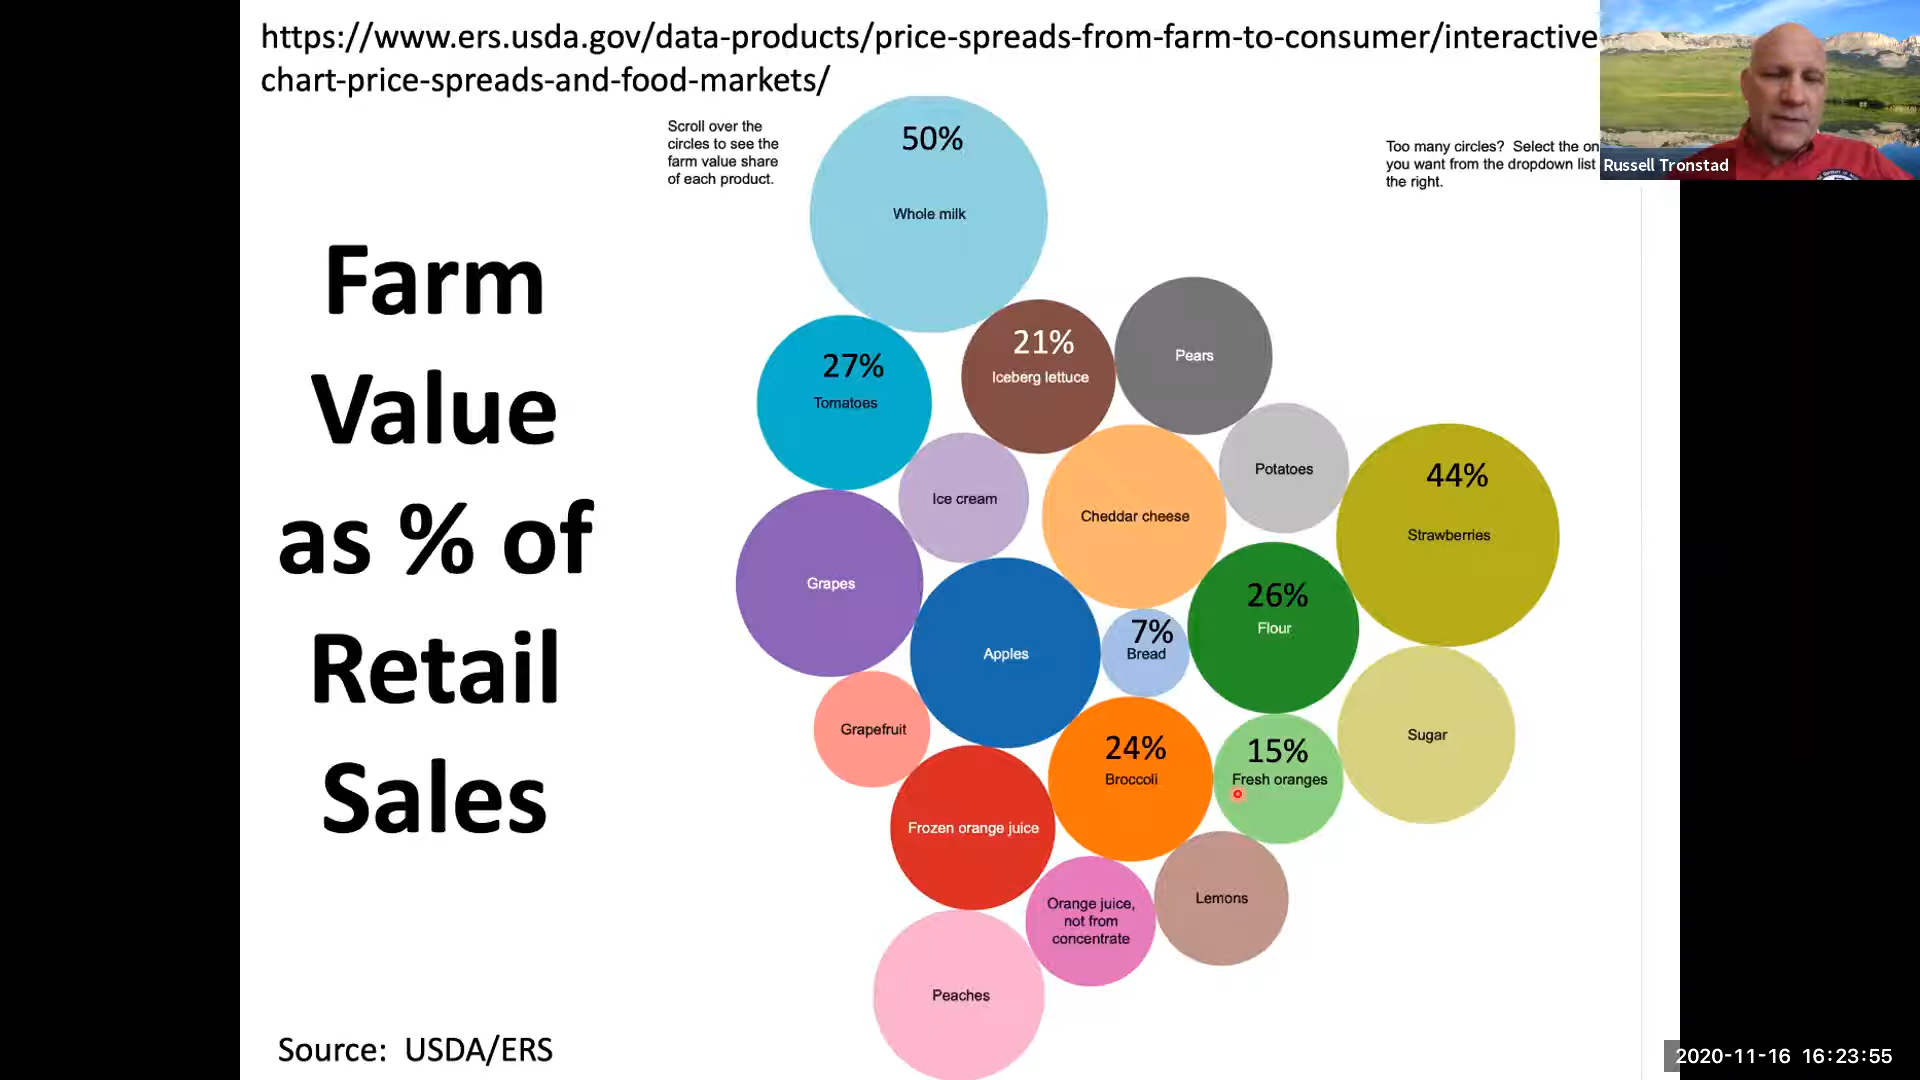 https://www.ers.usda.gov/data-products/price-spreads-from-farm-to-consumer/interactive
chart-price-spreads-and-food-markets/
Russell Tronstad
Scroll over the
circles to see the
farm value share
of each product.
Too many circles? Select the on
you want from the dropdown list
the right.
Farm
Value
as % of
Retail
Sales
50%
Whole milk
27%
Tomatoes
21%
Iceberg lettuce
Pears
Ice cream
Cheddar cheese
Potatoes
44%
Strawberries
Grapes
Apples
7%
Bread
26%
Flour
Grapefruit
Sugar
24%
Broccoli
15%
Fresh oranges
Frozen orange juice
Orange juice,
not from
concentrate
Lemons
Peaches
Source: USDA/ERS
2020-11-16 16:23:55